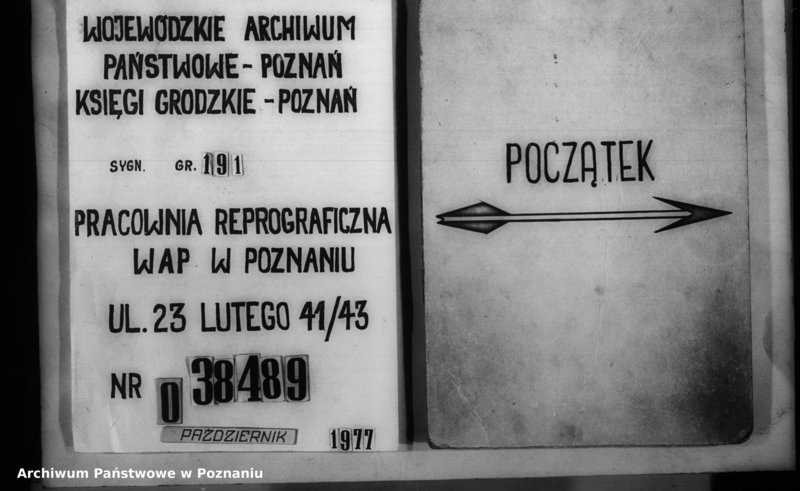 WOJEWÓDZKIE ARCHIWUM
PAŃSTWOWE - POZNAŃ
KSIĘGI GRODZKIE - POZNAŃ
SYGN. GR. 191
PRACOWNIA REPROGRAFICZNA
WAP W POZNANIU
UL. 23 LUTEGO 41/43
NR 038489
PAŹDZIERNIK 1977
POCZĄTEK
Archiwum Państwowe w Poznaniu